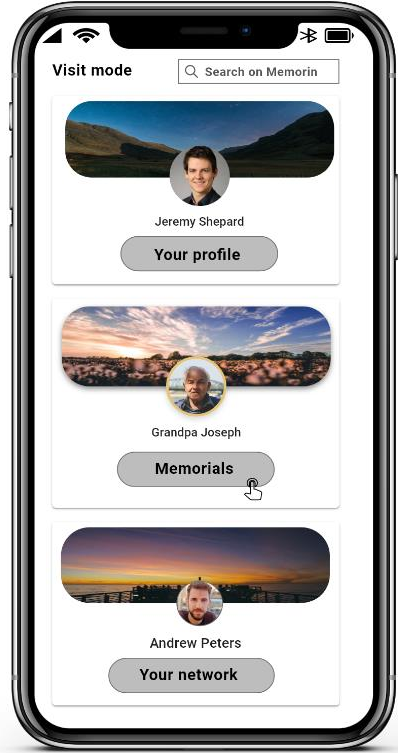 Visit mode
Search on Memorin
Jeremy Shepard
Your profile
Grandpa Joseph
Memorials
Andrew Peters
Your network